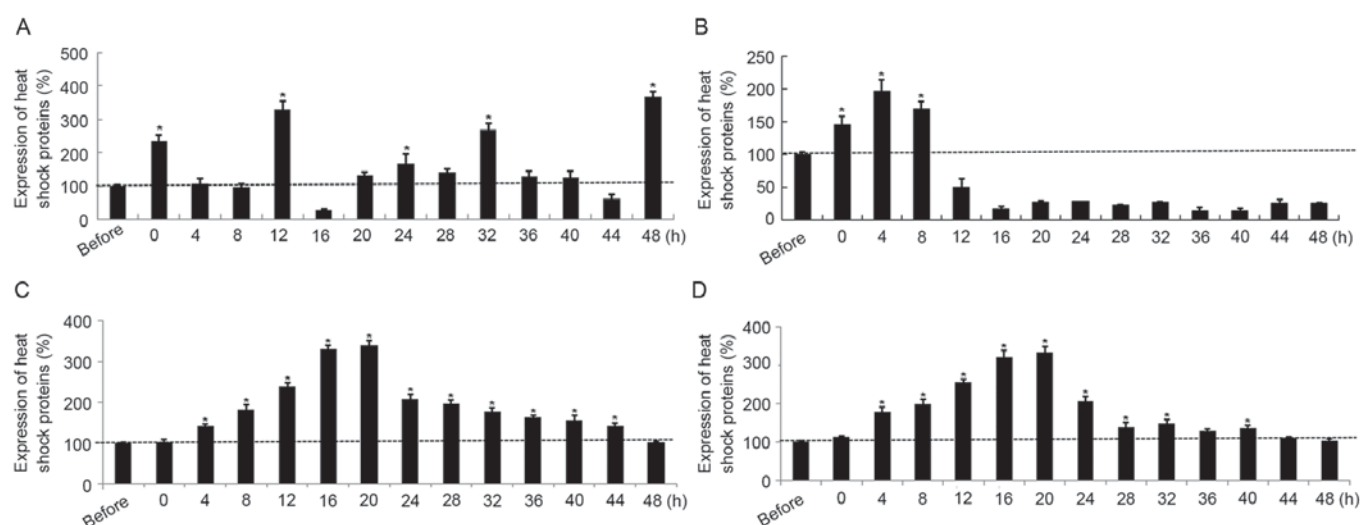 A
Expression of heat
shock proteins (%)
500
400
300
200
100
0
* * * * *
Before 0 4 8 12 16 20 24 28 32 36 40 44 48 (h)
B
Expression of heat
shock proteins (%)
250
200
150
100
50
0
* * *
Before 0 4 8 12 16 20 24 28 32 36 40 44 48 (h)
C
Expression of heat
shock proteins (%)
400
300
200
100
0
* * * * * * * * * * *
Before 0 4 8 12 16 20 24 28 32 36 40 44 48 (h)
D
Expression of heat
shock proteins (%)
400
300
200
100
0
* * * * * * * * *
Before 0 4 8 12 16 20 24 28 32 36 40 44 48 (h)